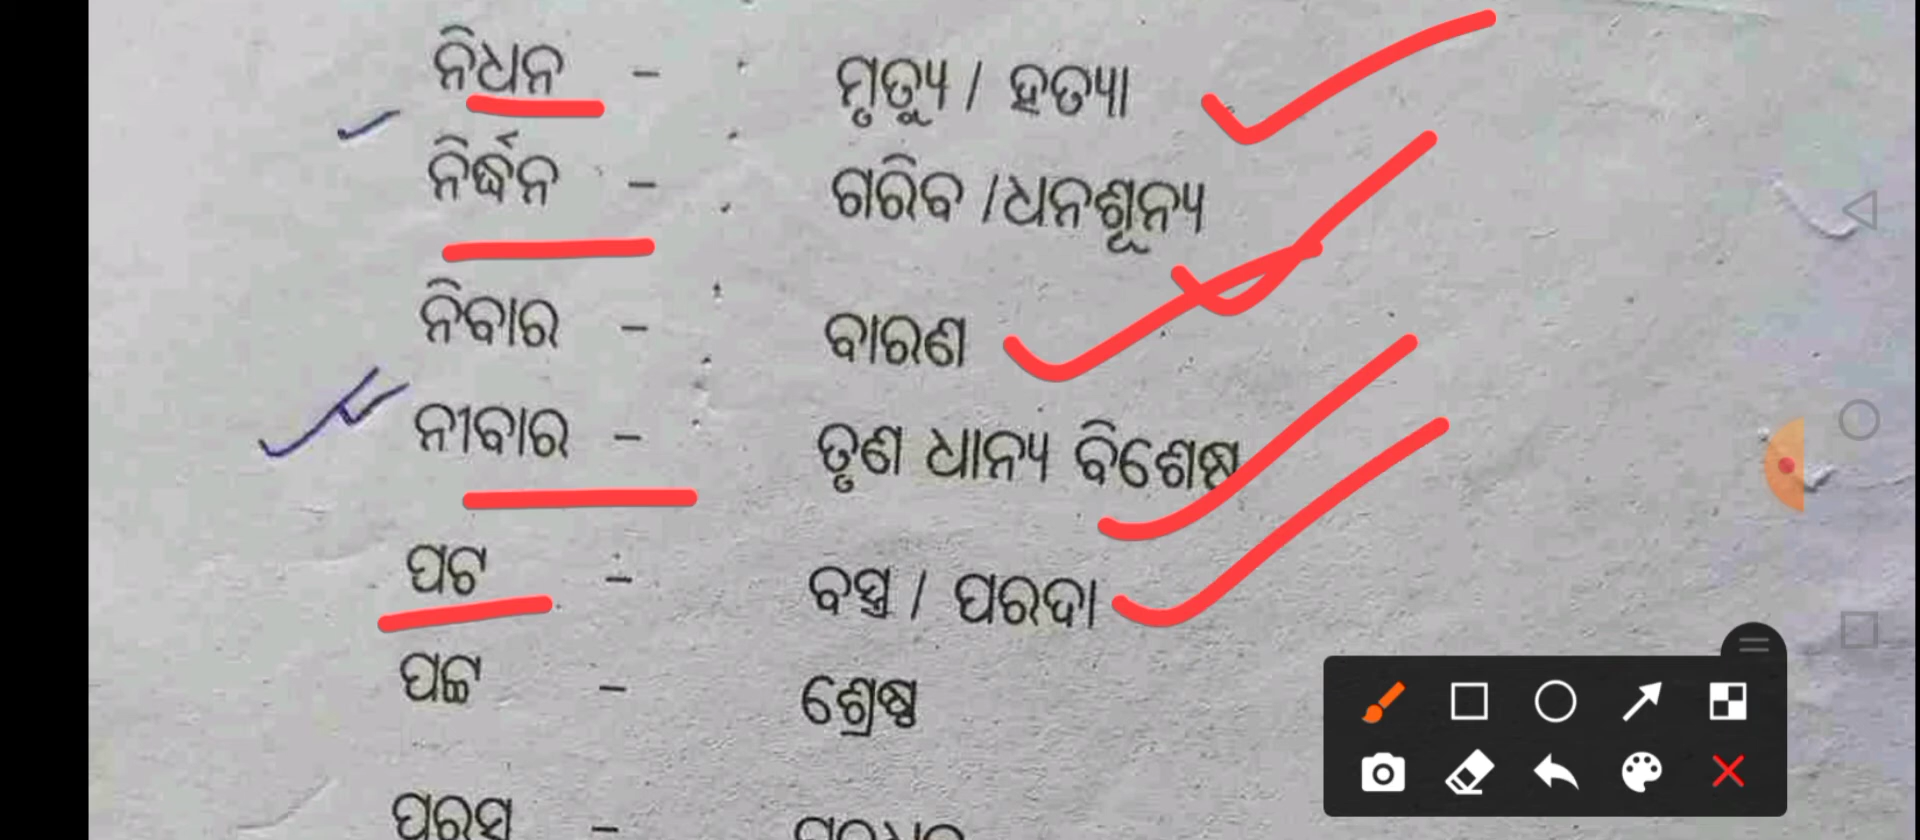 ନିଧନ - ମୃତ୍ୟୁ / ହତ୍ୟା
ନିର୍ଦ୍ଧନ - ଗରିବ /ଧନଶୂନ୍ୟ
ନିବାର - ବାରଣ
ନୀବାର - ତୃଣ ଧାନ୍ୟ ବିଶେଷ
ପଟ - ବସ୍ତ୍ର / ପରଦା
ପଟ୍ଟ - ଶ୍ରେଷ୍ଠ